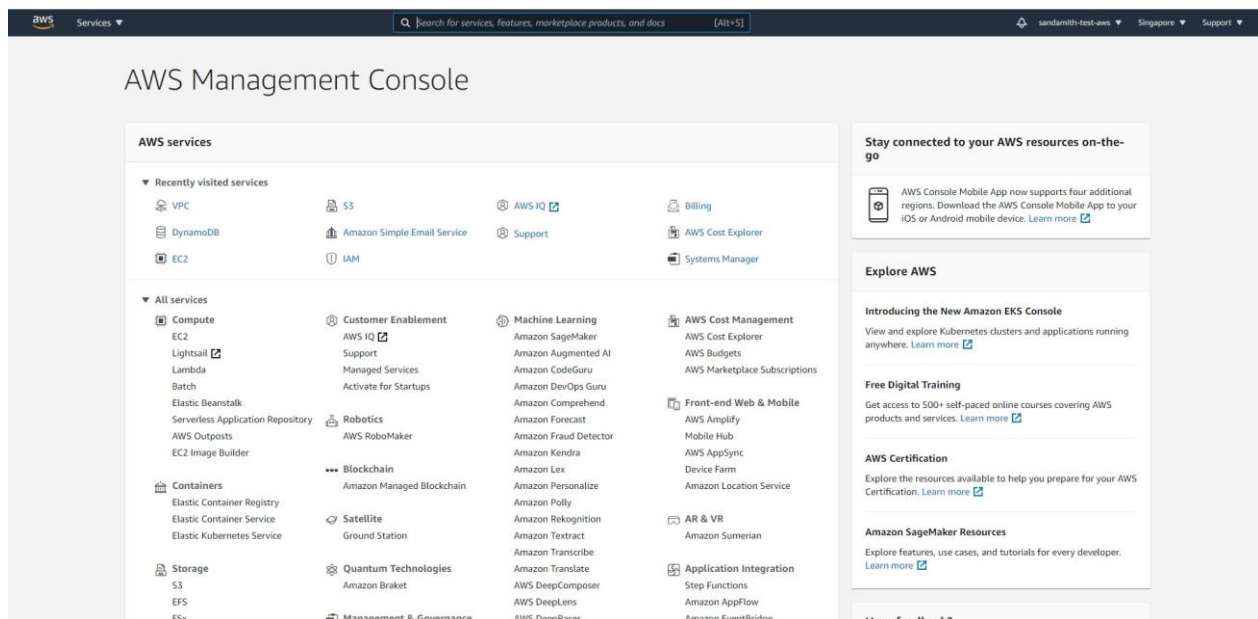 aws
Services ▼
Search for services, features, marketplace products, and docs
[Alt+S]
sandamith-test-aws ▼
Singapore ▼
Support ▼
AWS Management Console
AWS services
▼ Recently visited services
VPC
DynamoDB
EC2
S3
Amazon Simple Email Service
IAM
AWS IQ
Support
Billing
AWS Cost Explorer
Systems Manager
▼ All services
Compute
EC2
Lightsail
Lambda
Batch
Elastic Beanstalk
Serverless Application Repository
AWS Outposts
EC2 Image Builder
Containers
Elastic Container Registry
Elastic Container Service
Elastic Kubernetes Service
Storage
S3
EFS
FSx
Customer Enablement
AWS IQ
Support
Managed Services
Activate for Startups
Robotics
AWS RoboMaker
Blockchain
Amazon Managed Blockchain
Satellite
Ground Station
Quantum Technologies
Amazon Braket
Management & Governance
Machine Learning
Amazon SageMaker
Amazon Augmented AI
Amazon CodeGuru
Amazon DevOps Guru
Amazon Comprehend
Amazon Forecast
Amazon Fraud Detector
Amazon Kendra
Amazon Lex
Amazon Personalize
Amazon Polly
Amazon Rekognition
Amazon Textract
Amazon Transcribe
Amazon Translate
AWS DeepComposer
AWS DeepLens
AWS DeepRacer
AWS Cost Management
AWS Cost Explorer
AWS Budgets
AWS Marketplace Subscriptions
Front-end Web & Mobile
AWS Amplify
Mobile Hub
AWS AppSync
Device Farm
Amazon Location Service
AR & VR
Amazon Sumerian
Application Integration
Step Functions
Amazon AppFlow
Amazon EventBridge
Stay connected to your AWS resources on-the-
go
AWS Console Mobile App now supports four additional
regions. Download the AWS Console Mobile App to your
iOS or Android mobile device. Learn more
Explore AWS
Introducing the New Amazon EKS Console
View and explore Kubernetes clusters and applications running
anywhere. Learn more
Free Digital Training
Get access to 500+ self-paced online courses covering AWS
products and services. Learn more
AWS Certification
Explore the resources available to help you prepare for your AWS
Certification. Learn more
Amazon SageMaker Resources
Explore features, use cases, and tutorials for every developer.
Learn more